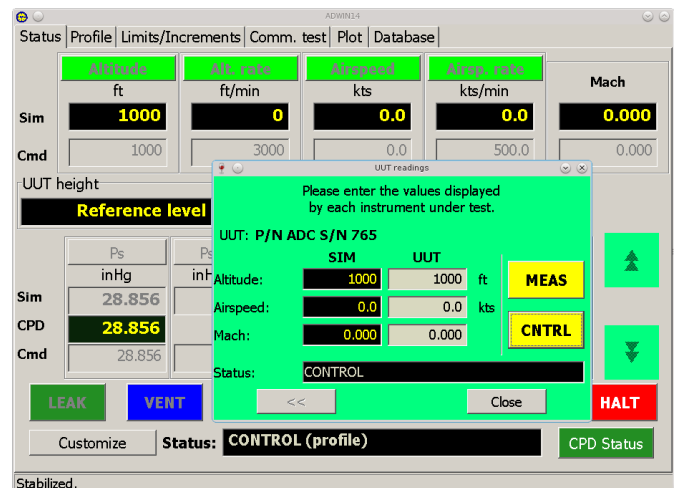 ADWIN14
Status Profile Limits/Increments Comm. test Plot Database
Altitude Alt. rate Airspeed Airsp. rate Mach
ft ft/min kts kts/min
Sim 1000 0 0.0 0.0 0.000
Cmd 1000 3000 0.0 500.0 0.000
UUT height
Reference level
UUT readings
Please enter the values displayed
by each instrument under test.
UUT: P/N ADC S/N 765
SIM UUT
Altitude: 1000 1000 ft MEAS
Airspeed: 0.0 0.0 kts
Mach: 0.000 0.000 CNTRL
Status: CONTROL
<< Close
Ps
inHg
Sim 28.856
CPD 28.856
Cmd 28.856
LEAK VENT HALT
Customize Status: CONTROL (profile) CPD Status
Stabilized.